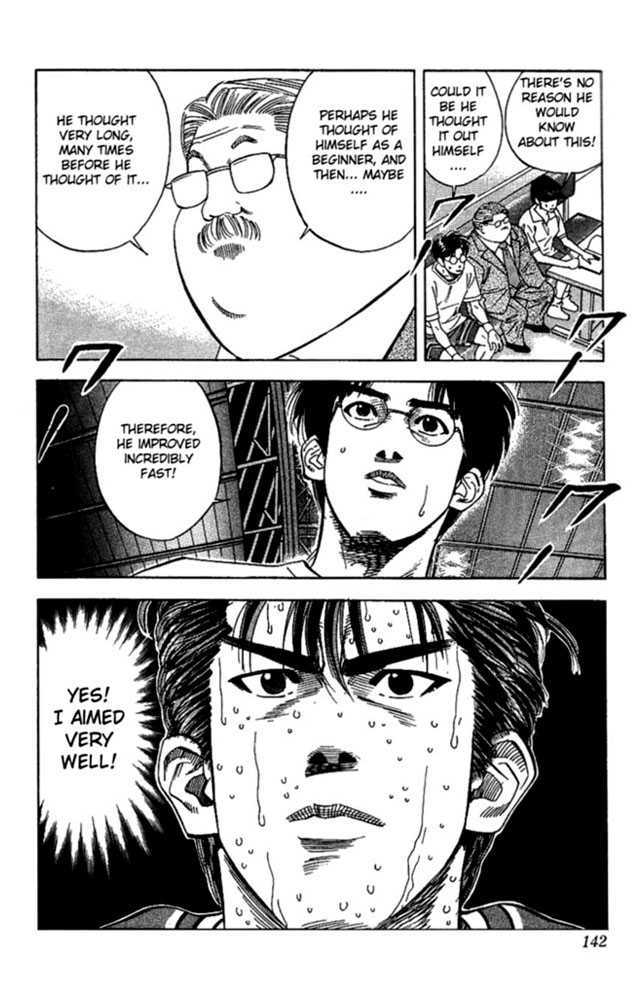 THERE'S NO
REASON HE
WOULD
KNOW
ABOUT THIS!
COULD IT
BE HE
THOUGHT
IT OUT
HIMSELF
....
PERHAPS HE
THOUGHT OF
HIMSELF AS A
BEGINNER, AND
THEN... MAYBE
....
HE THOUGHT
VERY LONG,
MANY TIMES
BEFORE HE
THOUGHT OF IT...
THEREFORE,
HE IMPROVED
INCREDIBLY
FAST!
YES!
I AIMED
VERY
WELL!
142